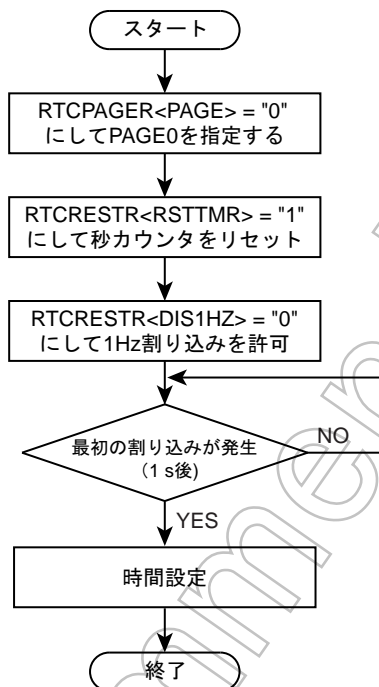 スタート
RTCPAGER<PAGE> = "0"
にしてPAGE0を指定する
RTCRESTR<RSTTMR> = "1"
にして秒カウンタをリセット
RTCRESTR<DIS1HZ> = "0"
にして1Hz割り込みを許可
最初の割り込みが発生
（1 s後)
NO
YES
時間設定
終了